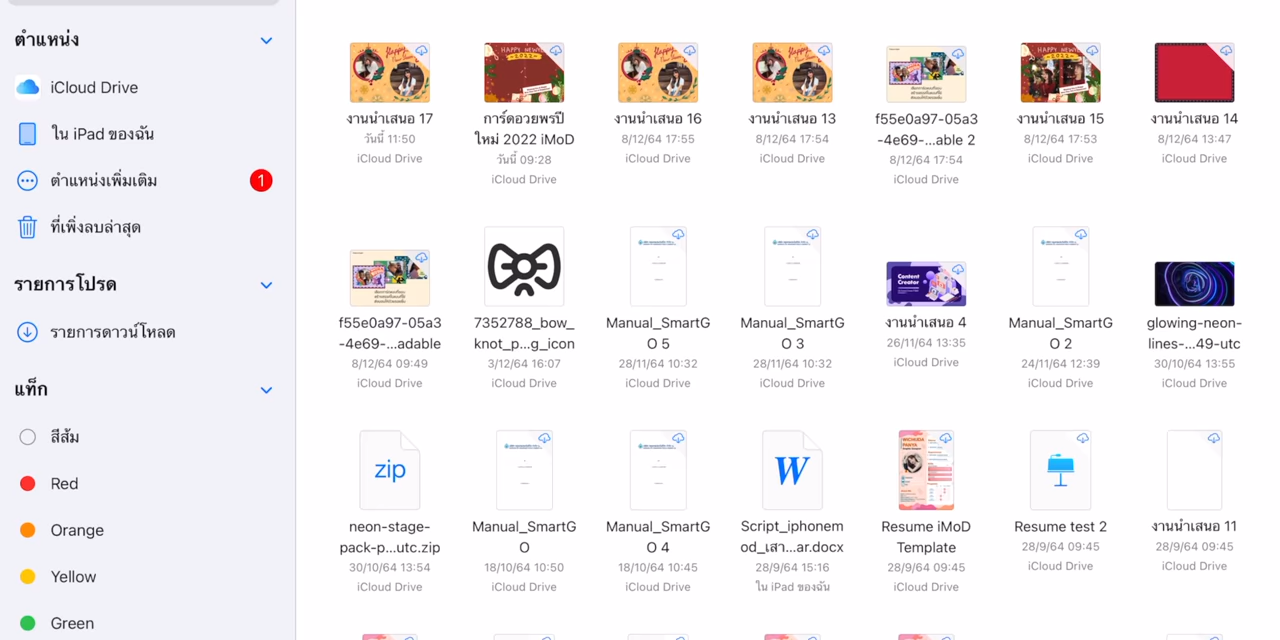 ตำแหน่ง
iCloud Drive
ใน iPad ของฉัน
ตำแหน่งเพิ่มเติม
1
ที่เพิ่งลบล่าสุด
รายการโปรด
รายการดาวน์โหลด
แท็ก
สีส้ม
Red
Orange
Yellow
Green
งานนำเสนอ 17
วันนี้ 11:50
iCloud Drive
การ์ดอวยพรปี
ใหม่ 2022 iMoD
วันนี้ 09:28
iCloud Drive
งานนำเสนอ 16
8/12/64 17:55
iCloud Drive
งานนำเสนอ 13
8/12/64 17:54
iCloud Drive
f55e0a97-05a3
-4e69-...able 2
8/12/64 17:54
iCloud Drive
งานนำเสนอ 15
8/12/64 17:53
iCloud Drive
งานนำเสนอ 14
8/12/64 13:47
iCloud Drive
f55e0a97-05a3
-4e69-...adable
8/12/64 09:49
iCloud Drive
7352788_bow_
knot_p...g_icon
3/12/64 16:07
iCloud Drive
Manual_SmartG
O 5
28/11/64 10:32
iCloud Drive
Manual_SmartG
O 3
28/11/64 10:32
iCloud Drive
Content
Creator
งานนำเสนอ 4
26/11/64 13:35
iCloud Drive
Manual_SmartG
O 2
24/11/64 12:39
iCloud Drive
glowing-neon-
lines-...49-utc
30/10/64 13:55
iCloud Drive
zip
neon-stage-
pack-p...utc.zip
30/10/64 13:54
iCloud Drive
Manual_SmartG
O
18/10/64 10:50
iCloud Drive
Manual_SmartG
O 4
18/10/64 10:45
iCloud Drive
W
Script_iphonem
od_เสา...ar.docx
28/9/64 15:16
ใน iPad ของฉัน
Resume iMoD
Template
28/9/64 09:45
iCloud Drive
Resume test 2
28/9/64 09:45
iCloud Drive
งานนำเสนอ 11
28/9/64 09:45
iCloud Drive